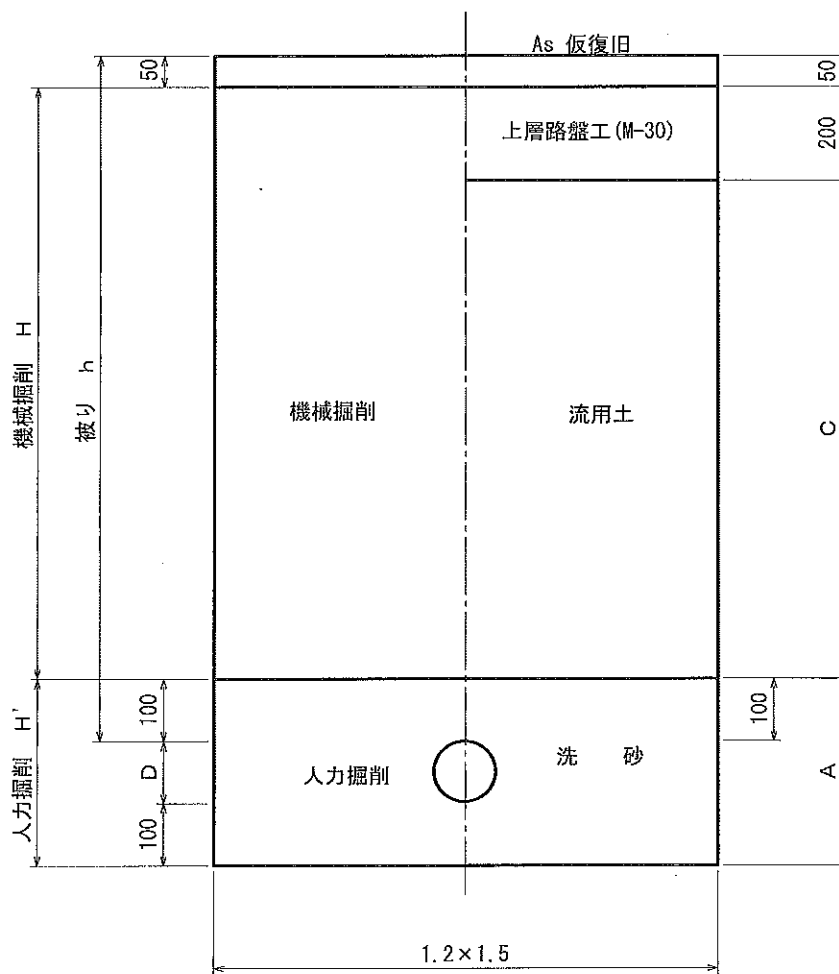 As 仮復旧
50
50
上層路盤工(M-30)
200
機械掘削 H
被り h
機械掘削
流用土
C
人力掘削 H'
100
100
D
人力掘削
洗 砂
A
100
1.2×1.5